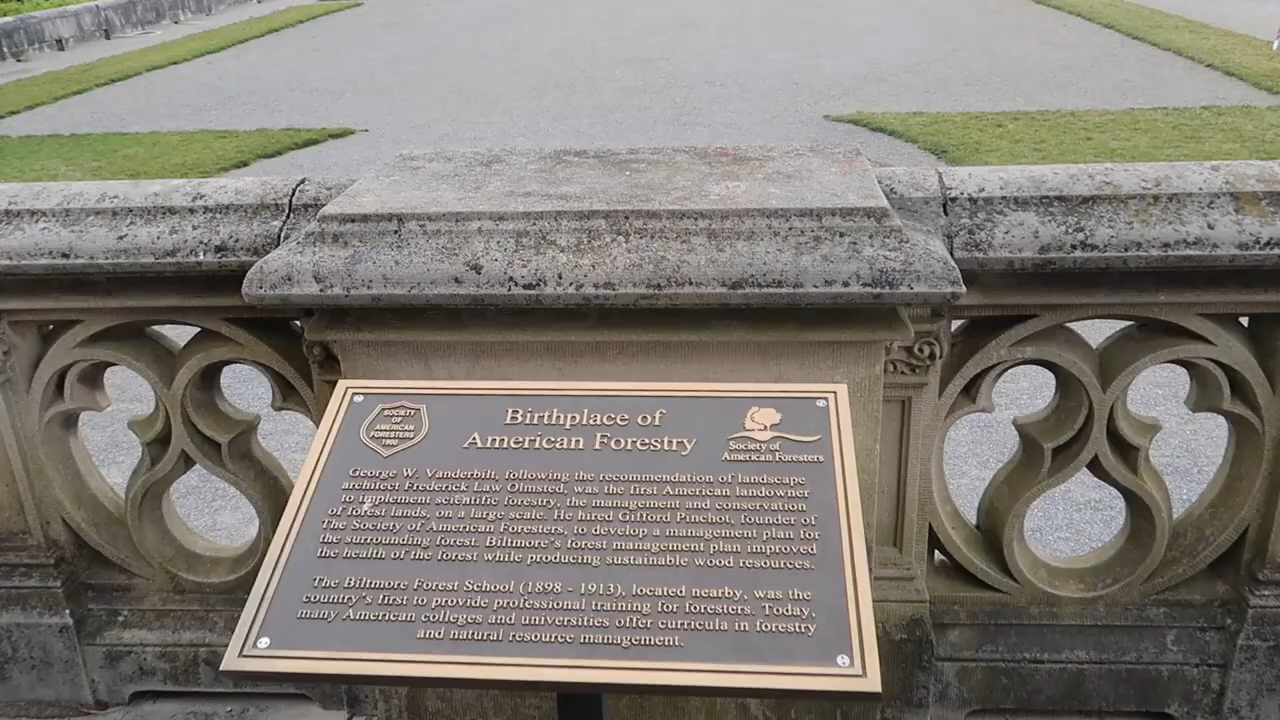 SOCIETY
OF
AMERICAN
FORESTERS
1900
Birthplace of
American Forestry
Society of
American Foresters
George W. Vanderbilt, following the recommendation of landscape
architect Frederick Law Olmsted, was the first American landowner
to implement scientific forestry, the management and conservation
of forest lands, on a large scale. He hired Gifford Pinchot, founder of
The Society of American Foresters, to develop a management plan for
the surrounding forest. Biltmore's forest management plan improved
the health of the forest while producing sustainable wood resources.
The Biltmore Forest School (1898 - 1913), located nearby, was the
country's first to provide professional training for foresters. Today,
many American colleges and universities offer curricula in forestry
and natural resource management.